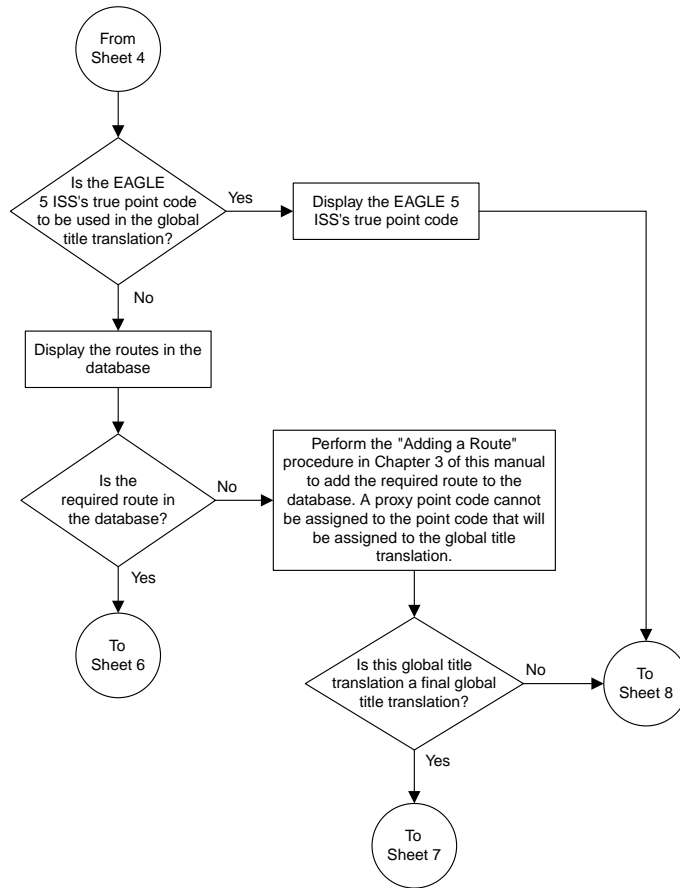 From
Sheet 4
Is the EAGLE
5 ISS's true point code
to be used in the global
title translation?
Yes
Display the EAGLE 5
ISS's true point code
No
Display the routes in the
database
Is the
required route in
the database?
No
Perform the "Adding a Route"
procedure in Chapter 3 of this manual
to add the required route to the
database. A proxy point code cannot
be assigned to the point code that will
be assigned to the global title
translation.
Yes
To
Sheet 6
Is this global title
translation a final global
title translation?
No
To
Sheet 8
Yes
To
Sheet 7